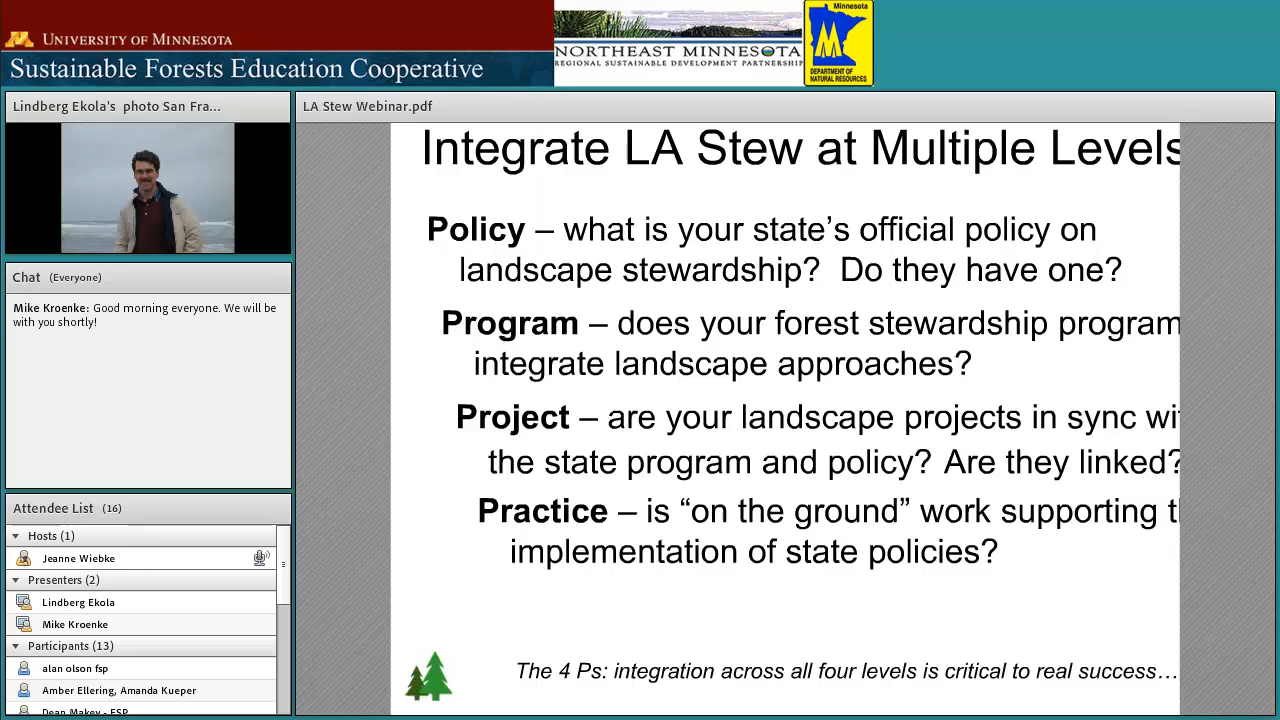 UNIVERSITY OF MINNESOTA
Sustainable Forests Education Cooperative
NORTHEAST MINNESOTA
REGIONAL SUSTAINABLE DEVELOPMENT PARTNERSHIP
Minnesota
DEPARTMENT OF
NATURAL RESOURCES
Lindberg Ekola's photo San Fra...
Chat (Everyone)
Mike Kroenke: Good morning everyone. We will be
with you shortly!
Attendee List (16)
Hosts (1)
Jeanne Wiebke
Presenters (2)
Lindberg Ekola
Mike Kroenke
Participants (13)
alan olson fsp
Amber Ellering, Amanda Kueper
Dean Makey - FSP
LA Stew Webinar.pdf
Integrate LA Stew at Multiple Levels
Policy – what is your state’s official policy on
landscape stewardship? Do they have one?
Program – does your forest stewardship program
integrate landscape approaches?
Project – are your landscape projects in sync wi
the state program and policy? Are they linked?
Practice – is “on the ground” work supporting t
implementation of state policies?
The 4 Ps: integration across all four levels is critical to real success…